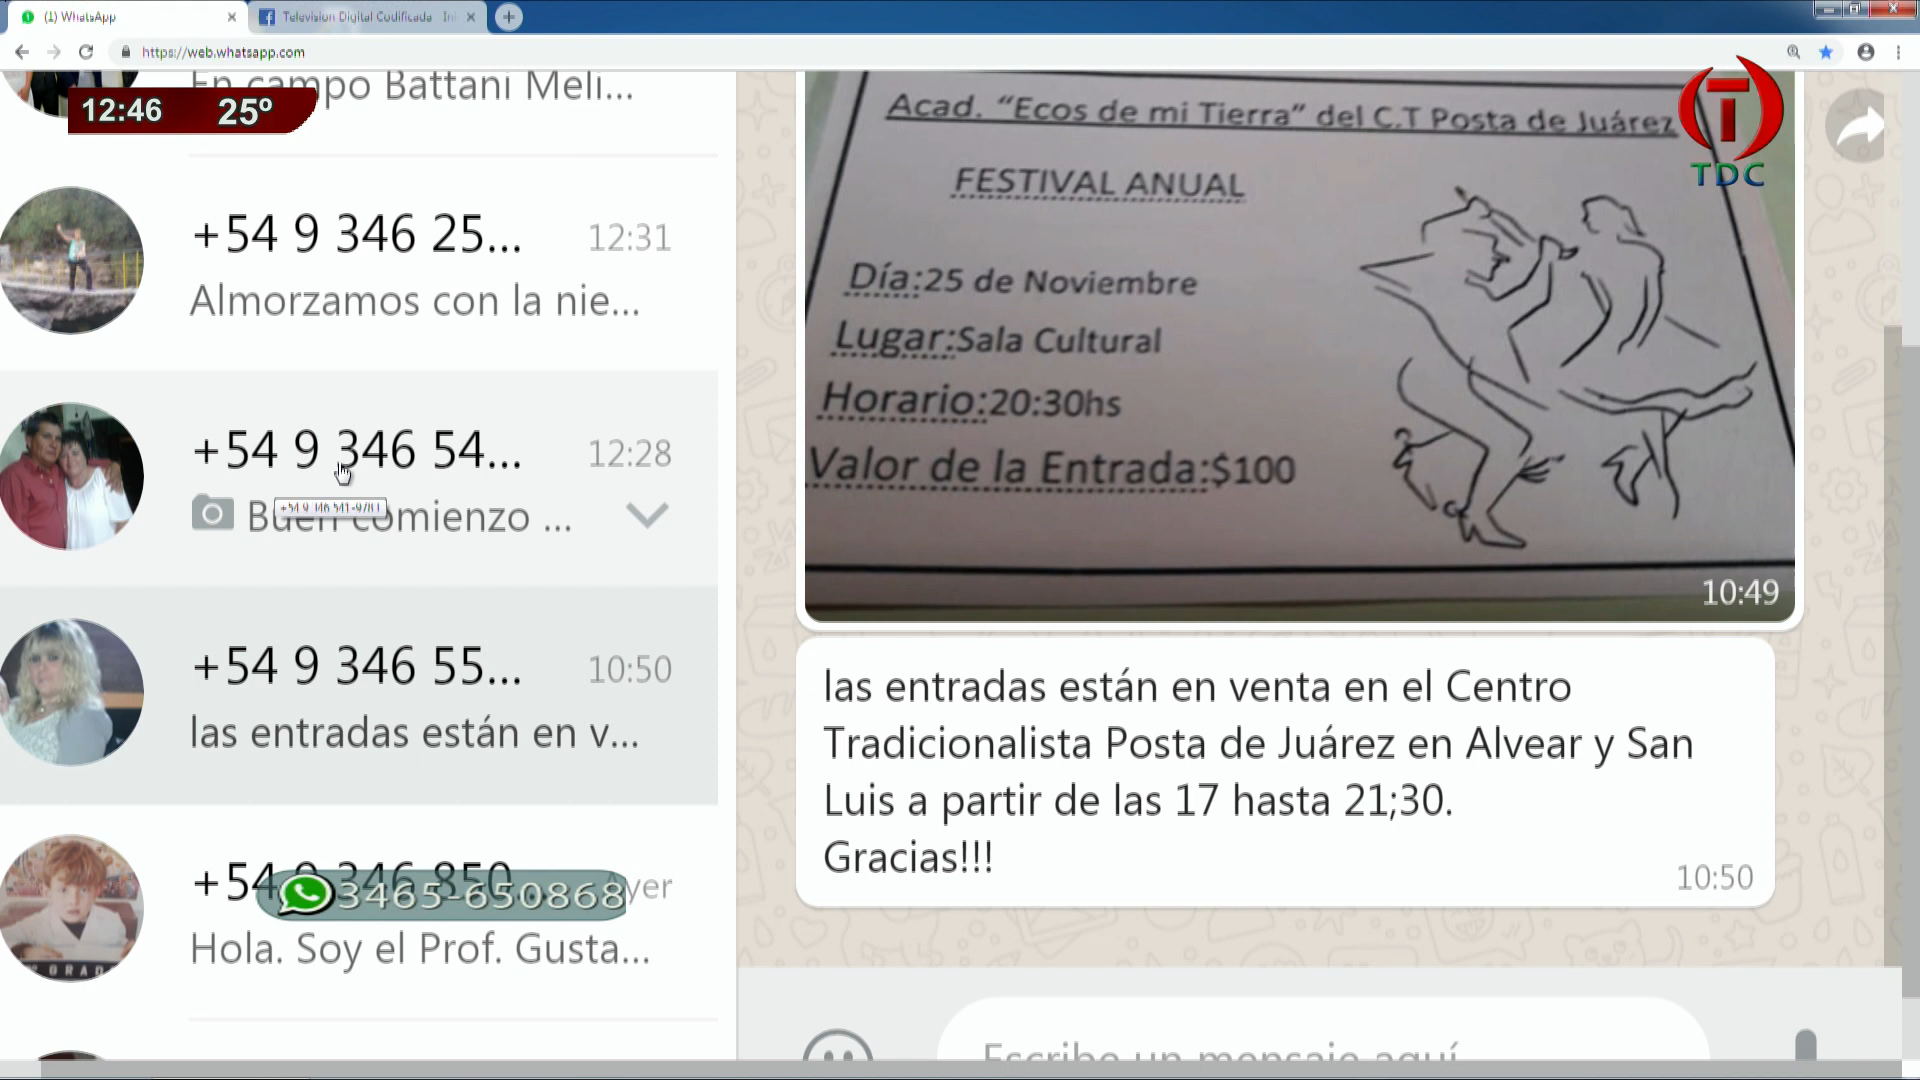 (1) WhatsApp
Television Digital Codificada
https://web.whatsapp.com
En campo Battani Meli...
12:46 25º
+54 9 346 25... 12:31
Almorzamos con la nie...
+54 9 346 54... 12:28
Buen comienzo ...
+54 9 346 55... 10:50
las entradas están en v...
+54 9 346 850...
3465-650868
Hola. Soy el Prof. Gusta...
Acad. "Ecos de mi Tierra" del C.T Posta de Juárez
TDC
FESTIVAL ANUAL
Día:25 de Noviembre
Lugar:Sala Cultural
Horario:20:30hs
Valor de la Entrada:$100
10:49
las entradas están en venta en el Centro
Tradicionalista Posta de Juárez en Alvear y San
Luis a partir de las 17 hasta 21;30.
Gracias!!!
10:50
Escribe un mensaje aquí